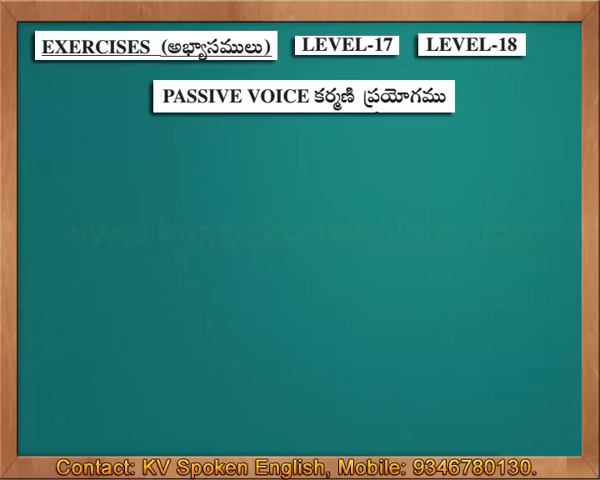 EXERCISES (అభ్యాసములు) LEVEL-17 LEVEL-18
PASSIVE VOICE కర్మణి ప్రయోగము
Contact: KV Spoken English, Mobile: 9346780130.